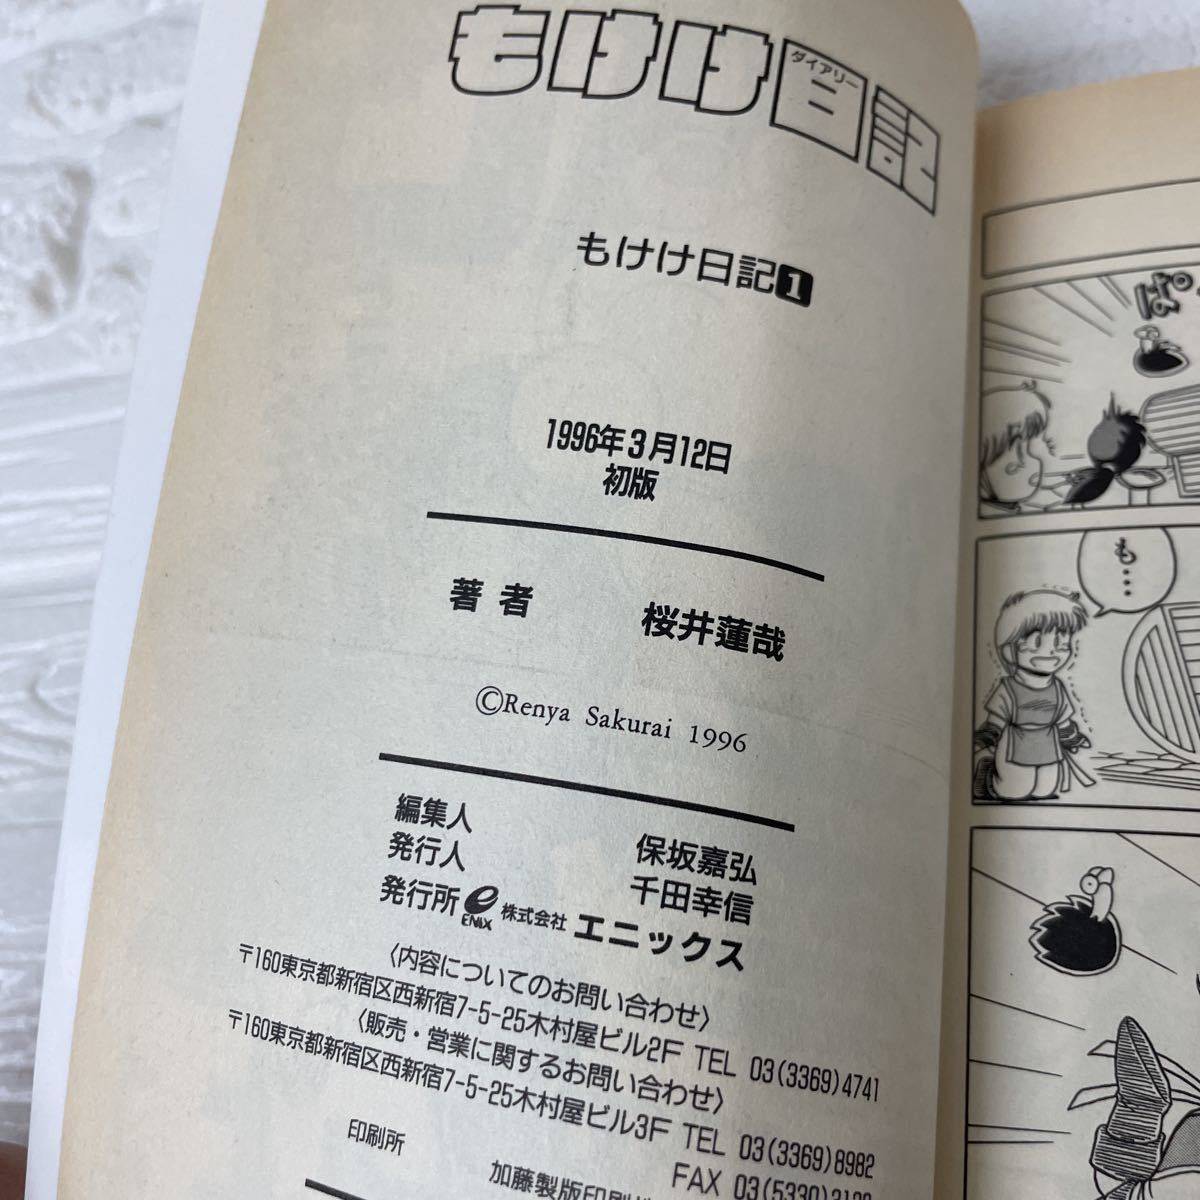 もけけ日記
ダイアリー
もけけ日記1
1996年3月12日
初版
著者 桜井蓮哉
©Renya Sakurai 1996
編集人 保坂嘉弘
発行人 千田幸信
発行所 ENIX 株式会社 エニックス
〈内容についてのお問い合わせ〉
〒160東京都新宿区西新宿7-5-25木村屋ビル2F TEL 03(3369)4741
〈販売・営業に関するお問い合わせ〉
〒160東京都新宿区西新宿7-5-25木村屋ビル3F TEL 03(3369)8982
FAX 03(5330)
印刷所 加藤製版印刷
ぱ
も…